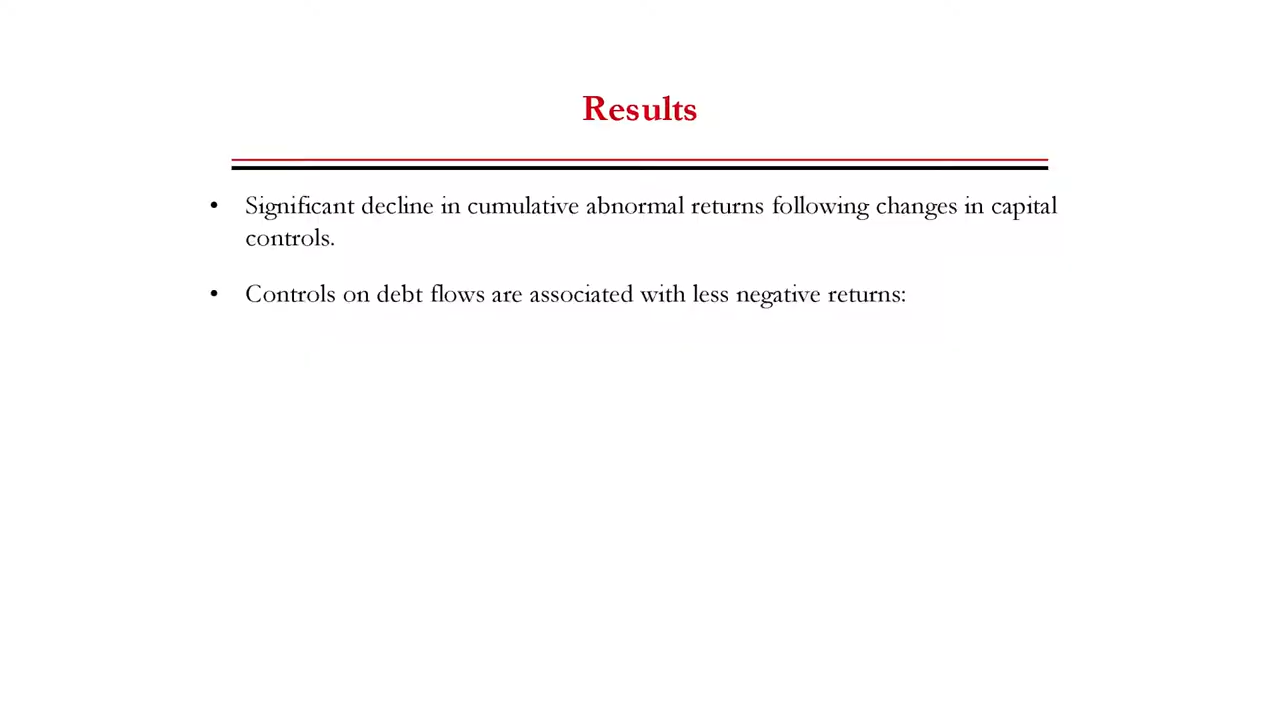 Results
• Significant decline in cumulative abnormal returns following changes in capital
controls.
• Controls on debt flows are associated with less negative returns: